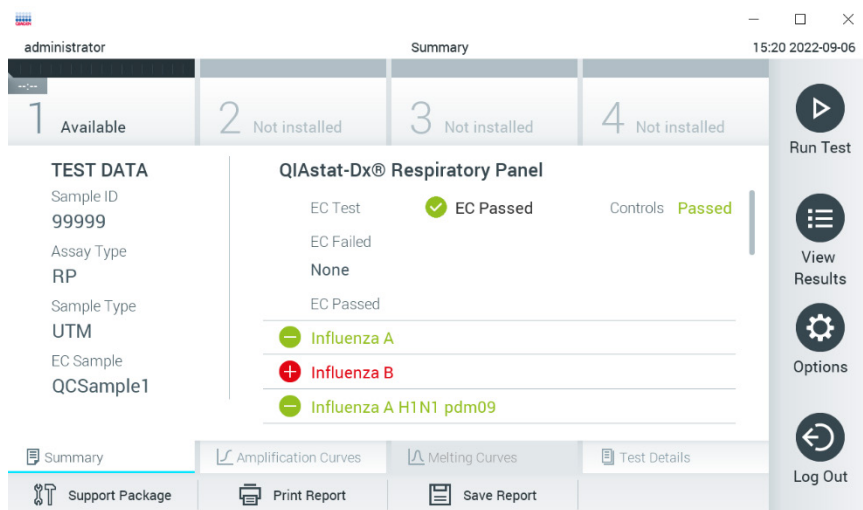 administrator
Summary
15:20 2022-09-06
--:--
1 Available
2 Not installed
3 Not installed
4 Not installed
Run Test
TEST DATA
Sample ID
99999
Assay Type
RP
Sample Type
UTM
EC Sample
QCSample1
QIAstat-Dx® Respiratory Panel
EC Test EC Passed Controls Passed
EC Failed
None
EC Passed
Influenza A
Influenza B
Influenza A H1N1 pdm09
View
Results
Options
Log Out
Summary
Amplification Curves
Melting Curves
Test Details
Support Package
Print Report
Save Report